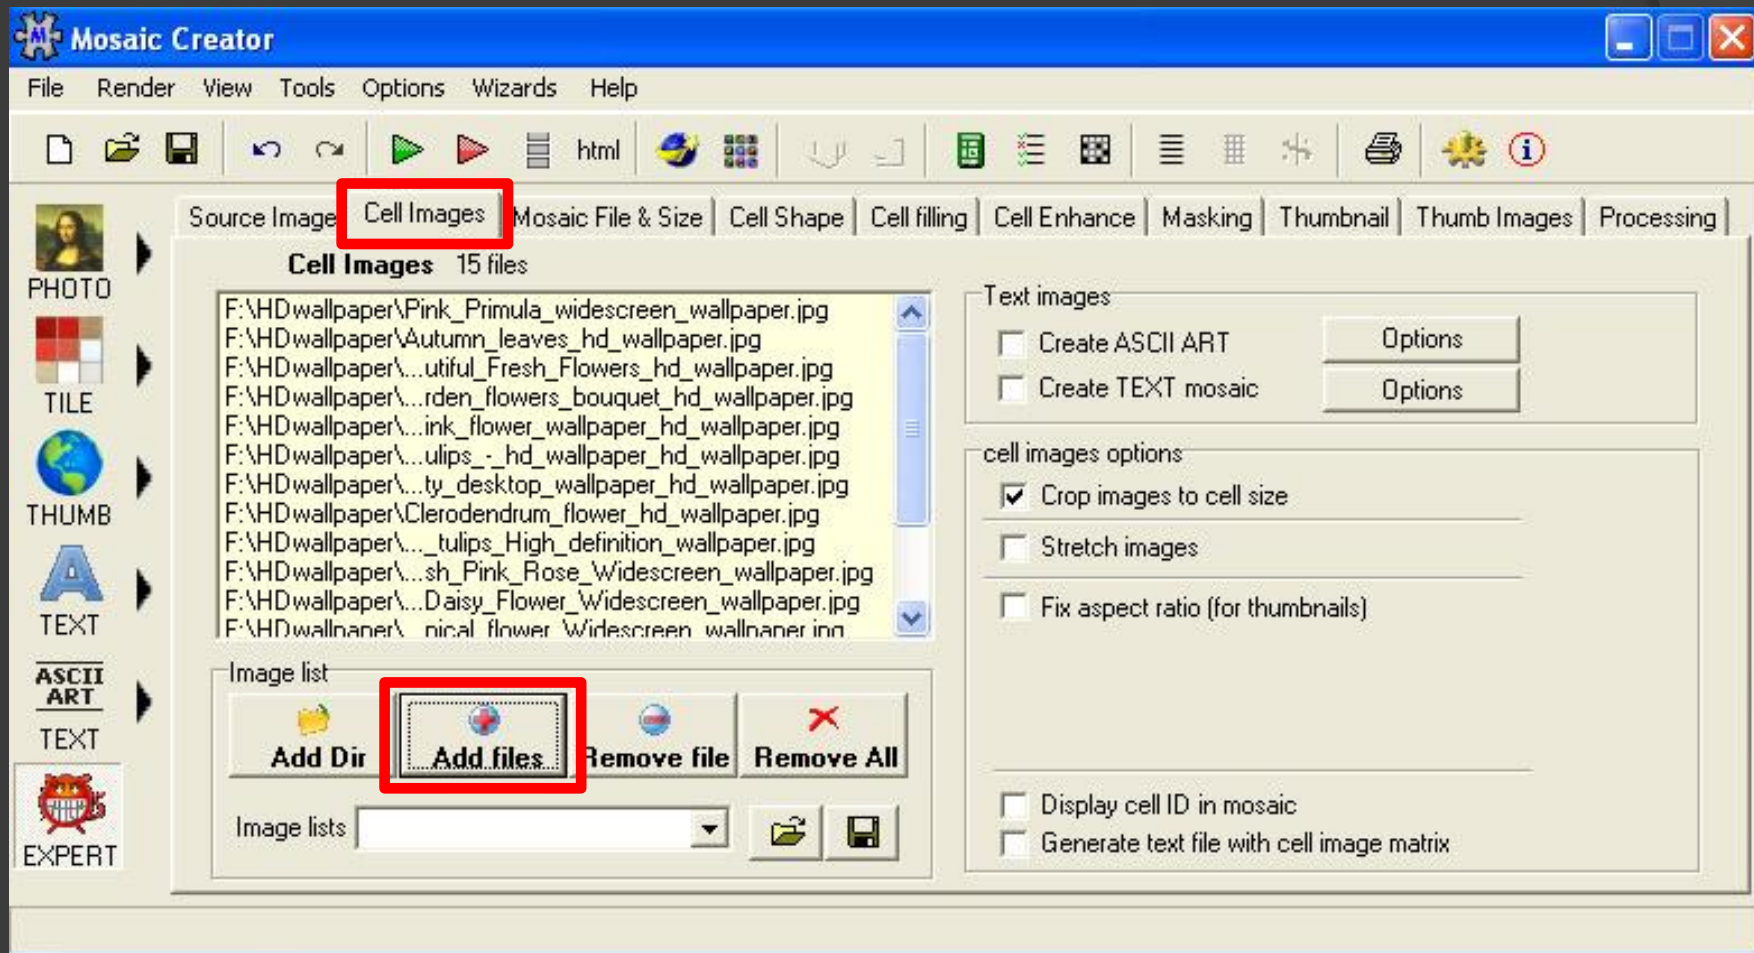 Mosaic Creator
File Render View Tools Options Wizards Help
html
Source Image Cell Images Mosaic File & Size Cell Shape Cell filling Cell Enhance Masking Thumbnail Thumb Images Processing
PHOTO
TILE
THUMB
TEXT
ASCII
ART
TEXT
EXPERT
Cell Images 15 files
F:\HDwallpaper\Pink_Primula_widescreen_wallpaper.jpg
F:\HDwallpaper\Autumn_leaves_hd_wallpaper.jpg
F:\HDwallpaper\...utiful_Fresh_Flowers_hd_wallpaper.jpg
F:\HDwallpaper\...rden_flowers_bouquet_hd_wallpaper.jpg
F:\HDwallpaper\...ink_flower_wallpaper_hd_wallpaper.jpg
F:\HDwallpaper\...ulips_-_hd_wallpaper_hd_wallpaper.jpg
F:\HDwallpaper\...ty_desktop_wallpaper_hd_wallpaper.jpg
F:\HDwallpaper\Clerodendrum_flower_hd_wallpaper.jpg
F:\HDwallpaper\..._tulips_High_definition_wallpaper.jpg
F:\HDwallpaper\...sh_Pink_Rose_Widescreen_wallpaper.jpg
F:\HDwallpaper\...Daisy_Flower_Widescreen_wallpaper.jpg
F:\HDwallpaper\...pical_flower_Widescreen_wallpaper.jpg
Image list
Add Dir Add files Remove file Remove All
Image lists
Text images
Create ASCII ART Options
Create TEXT mosaic Options
cell images options
Crop images to cell size
Stretch images
Fix aspect ratio (for thumbnails)
Display cell ID in mosaic
Generate text file with cell image matrix